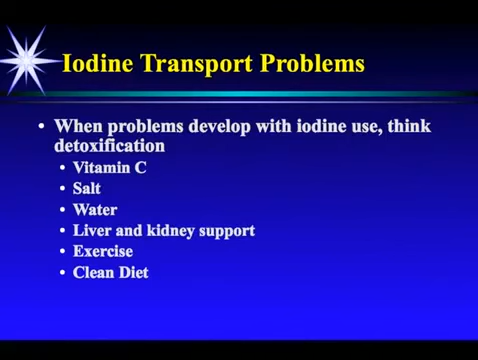 Iodine Transport Problems
• When problems develop with iodine use, think
detoxification
• Vitamin C
• Salt
• Water
• Liver and kidney support
• Exercise
• Clean Diet